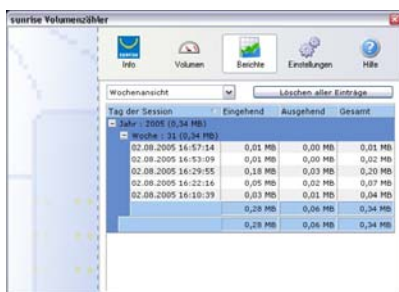 sunrise Volumenzähler
sunrise
Info Volumen Berichte Einstellungen Hilfe
Wochenansicht Löschen aller Einträge
Tag der Session Eingehend Ausgehend Gesamt
Jahr : 2005 (0,34 MB)
Woche : 31 (0,34 MB)
02.08.2005 16:57:14 0,01 MB 0,00 MB 0,01 MB
02.08.2005 16:53:09 0,01 MB 0,00 MB 0,02 MB
02.08.2005 16:29:55 0,18 MB 0,03 MB 0,20 MB
02.08.2005 16:22:16 0,05 MB 0,02 MB 0,07 MB
02.08.2005 16:10:39 0,03 MB 0,01 MB 0,04 MB
0,28 MB 0,06 MB 0,34 MB
0,28 MB 0,06 MB 0,34 MB